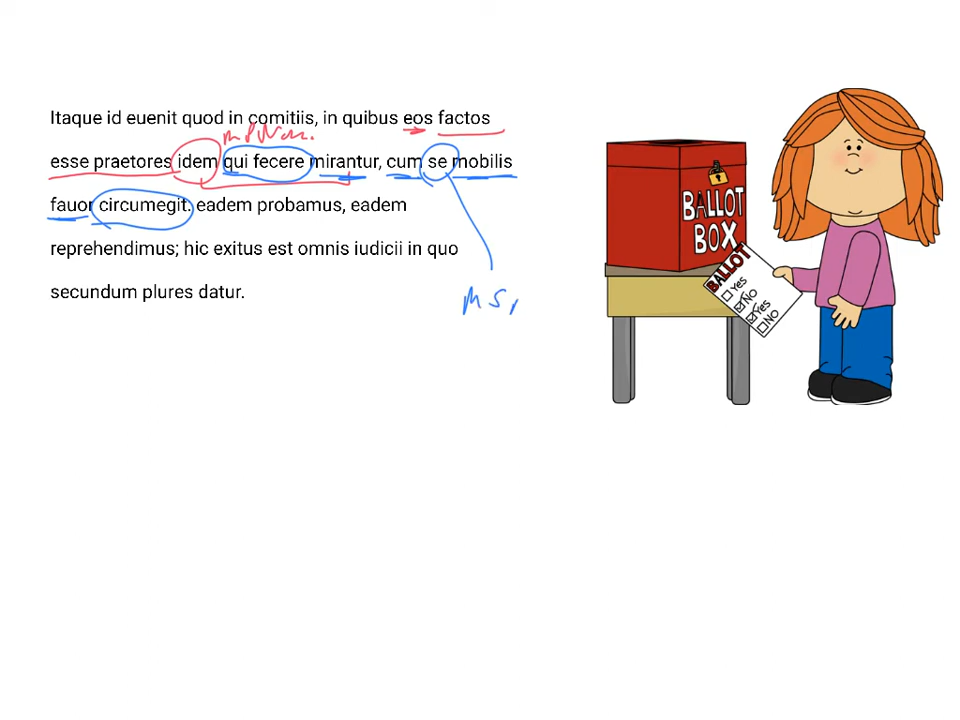 Itaque id euenit quod in comitiis, in quibus eos factos
m P Nom.
esse praetores idem qui fecere mirantur, cum se mobilis
fauor circumegit. eadem probamus, eadem
reprehendimus; hic exitus est omnis iudicii in quo
secundum plures datur.
m S
BALLOT
BOX
BALLOT
Yes
No
Yes
No